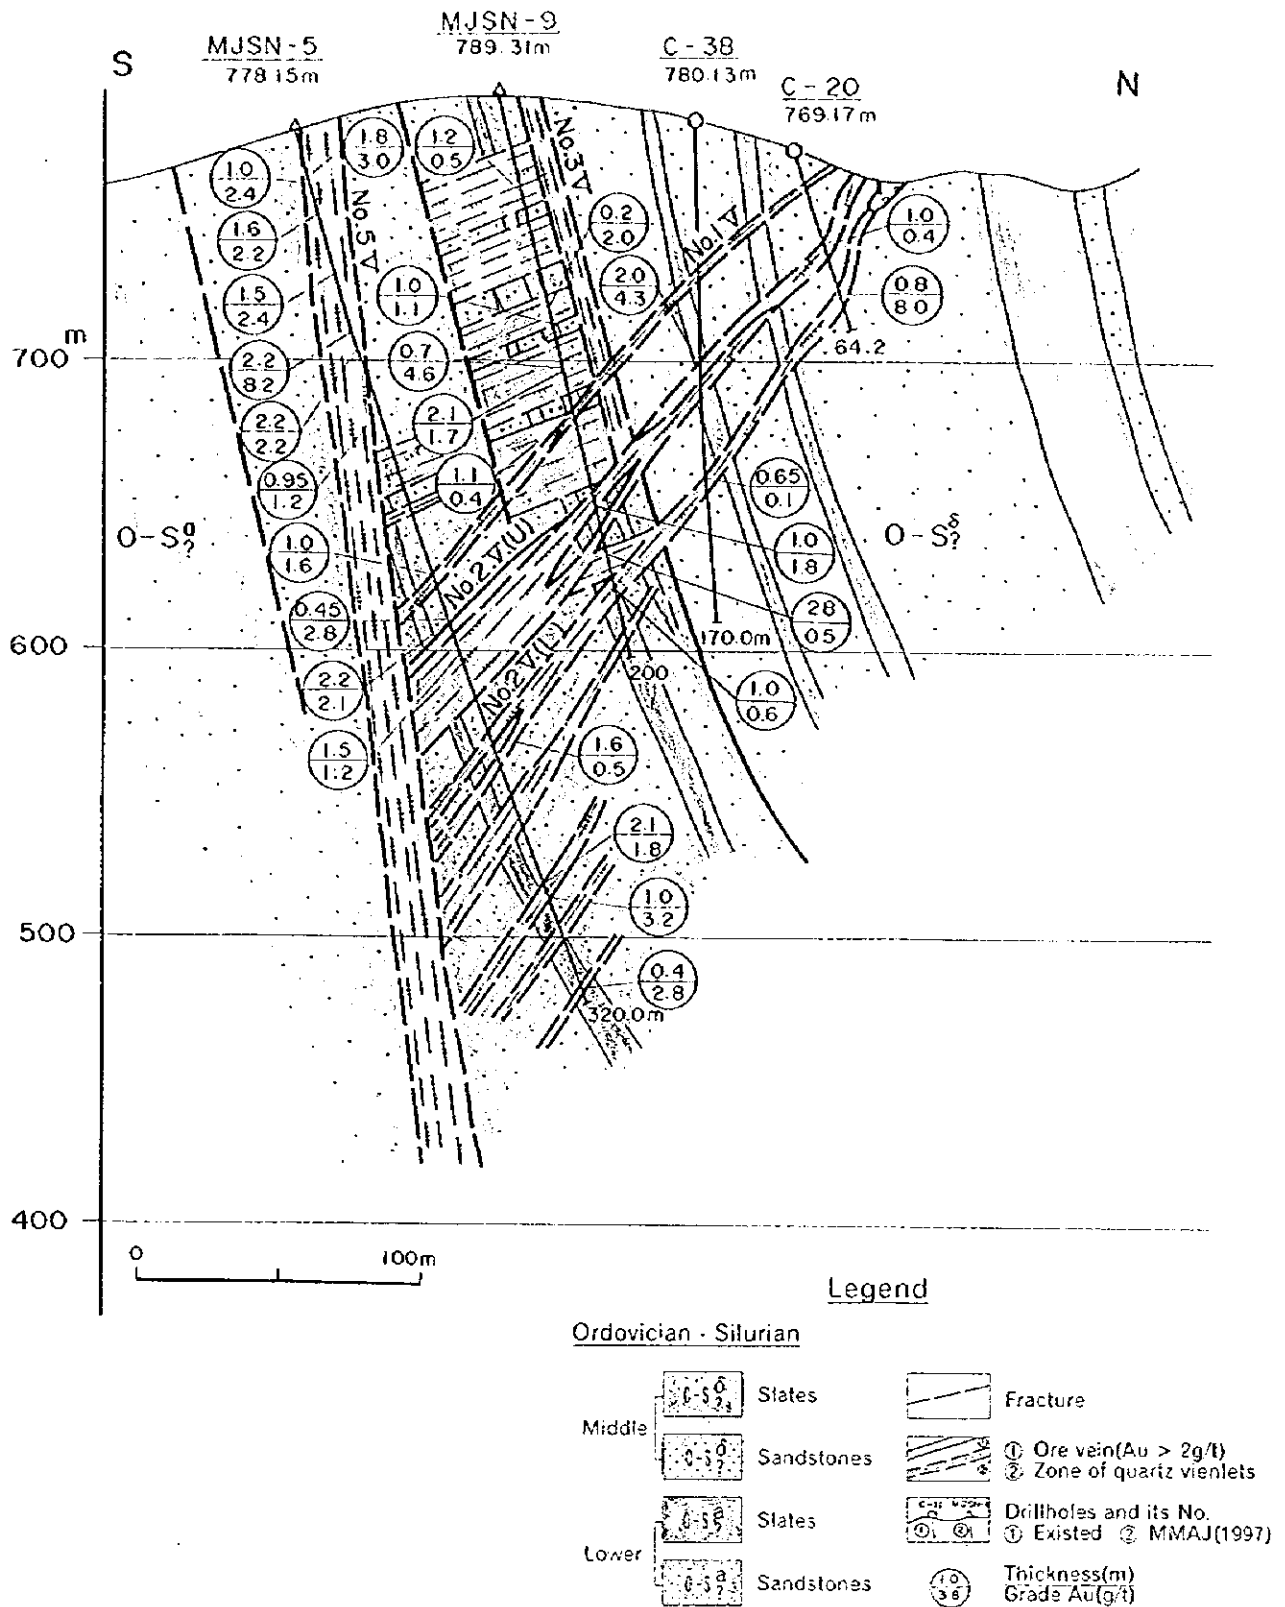 MJSN-9
789.31m
MJSN-5
778.15m
C-38
780.13m
C-20
769.17m
S
N
1.8
3.0
1.2
0.5
No.3 V
1.0
2.4
No.5 V
0.2
2.0
No.1 V
1.0
0.4
1.6
2.2
1.0
1.1
2.0
4.3
0.8
8.0
1.5
2.4
m
700
64.2
0.7
4.6
2.2
8.2
2.1
1.7
2.2
2.2
1.1
0.4
0.65
0.1
0.95
1.2
O-S?a
O-S?δ
1.0
1.6
No.2.V(U)
1.0
1.8
0.45
2.8
28
0.5
170.0m
600
No.2 V(L)
200
2.2
2.1
1.0
0.6
1.5
1.2
1.6
0.5
2.1
1.8
1.0
3.2
500
0.4
2.8
320.0m
400
0
100m
Legend
Ordovician - Silurian
Middle
Slates
Sandstones
Lower
Slates
Sandstones
Fracture
① Ore vein(Au > 2g/t)
② Zone of quartz vienlets
Drillholes and its No.
① Existed ② MMAJ(1997)
Thickness(m)
Grade Au(g/t)